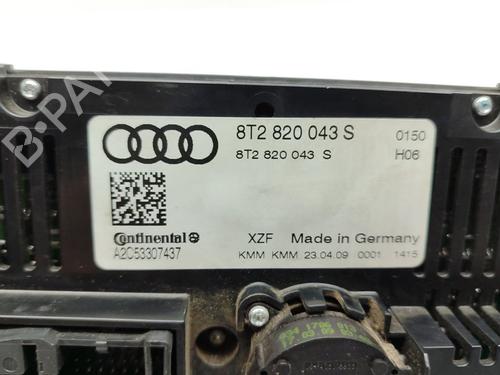 8T2 820 043 S 0150
8T2 820 043 S H06
Continental
A2C53307437
XZF Made in Germany
KMM KMM 23.04.09 0001 1415
B-PARTS